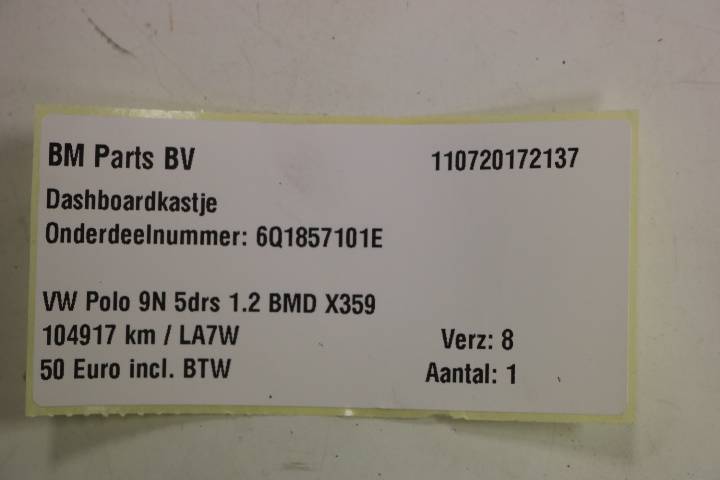 BM Parts BV 110720172137
Dashboardkastje
Onderdeelnummer: 6Q1857101E
VW Polo 9N 5drs 1.2 BMD X359
104917 km / LA7W Verz: 8
50 Euro incl. BTW Aantal: 1